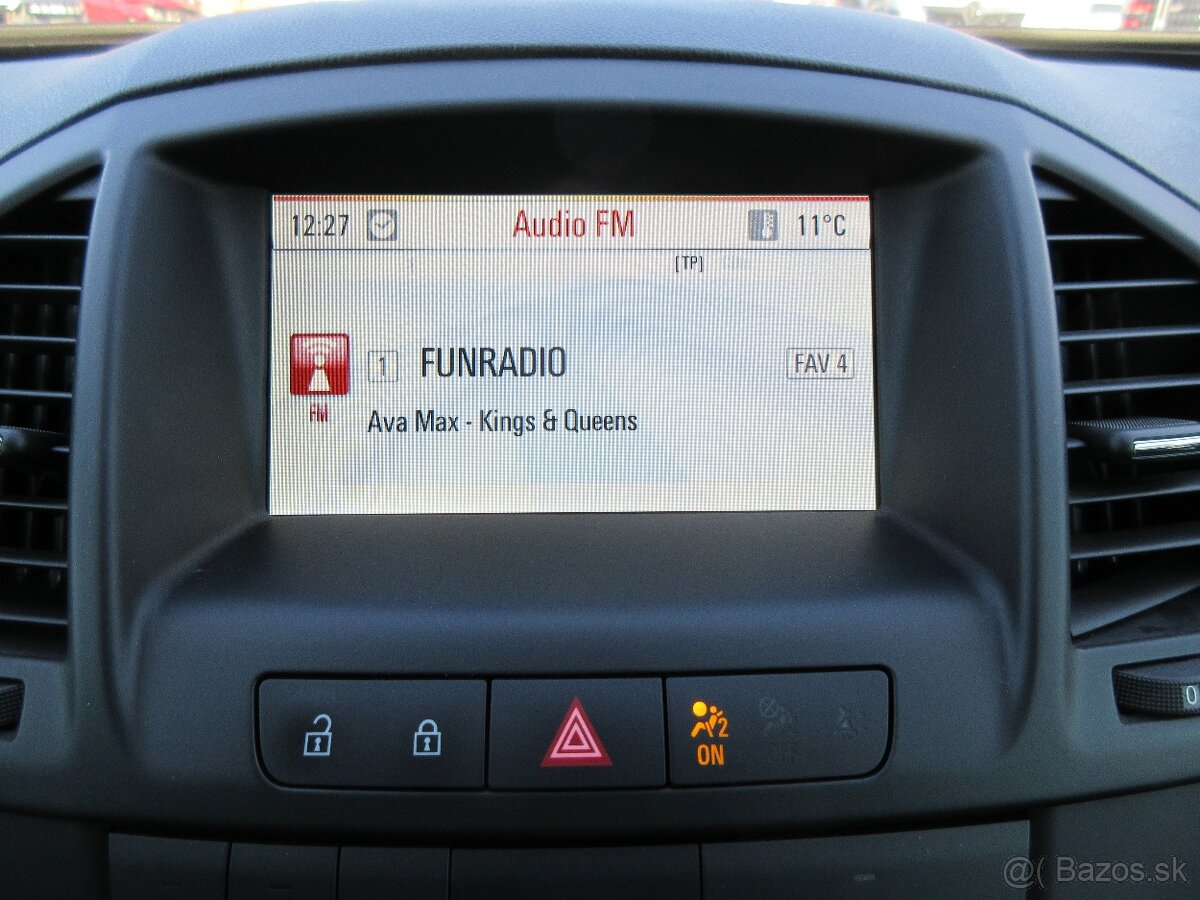 12:27 Audio FM 11°C
[TP]
1 FUNRADIO FAV 4
FM
Ava Max - Kings & Queens
2
ON
0
@( Bazos.sk